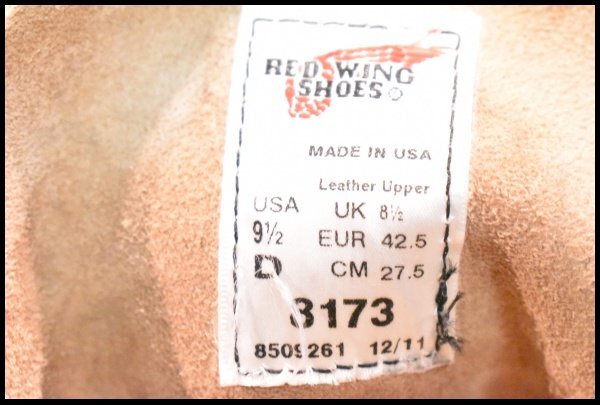 RED WING
SHOES
MADE IN USA
Leather Upper
USA UK 8½
9½ EUR 42.5
D CM 27.5
8173
8509261 12/11